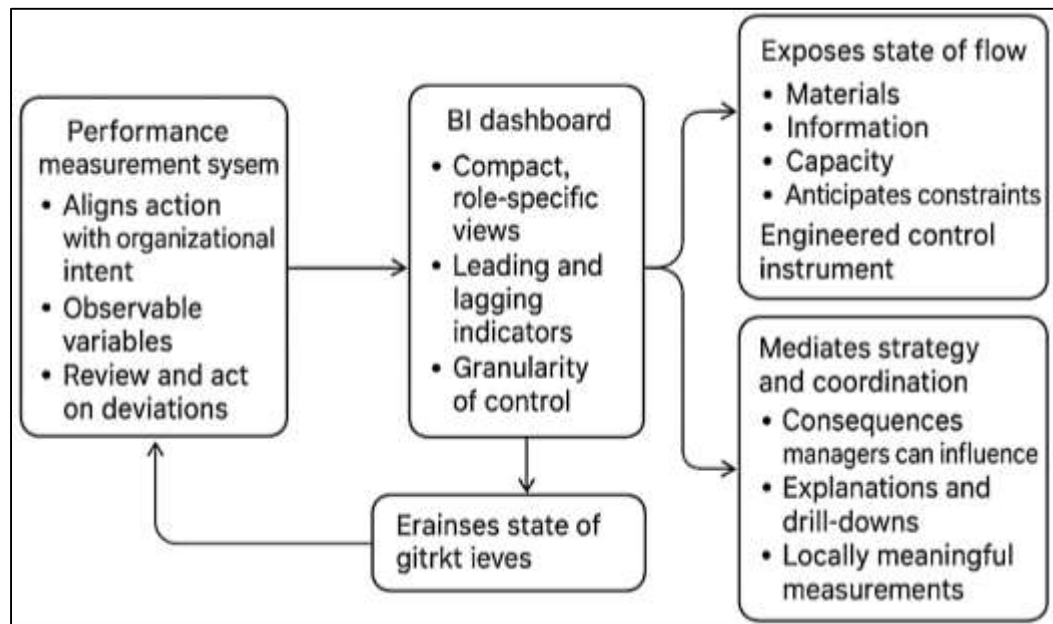 Performance
measurement sysem
• Aligns action
with organizational
intent
• Observable
variables
• Review and act
on deviations
BI dashboard
• Compact,
role-specific
views
• Leading and
lagging
indicators
• Granularity
of control
Erainses state of
gitrkt ieves
Exposes state of flow
• Materials
• Information
• Capacity
• Anticipates constraints
Engineered control
instrument
Mediates strategy
and coordination
• Consequences
managers can influence
• Explanations and
drill-downs
• Locally meaningful
measurements